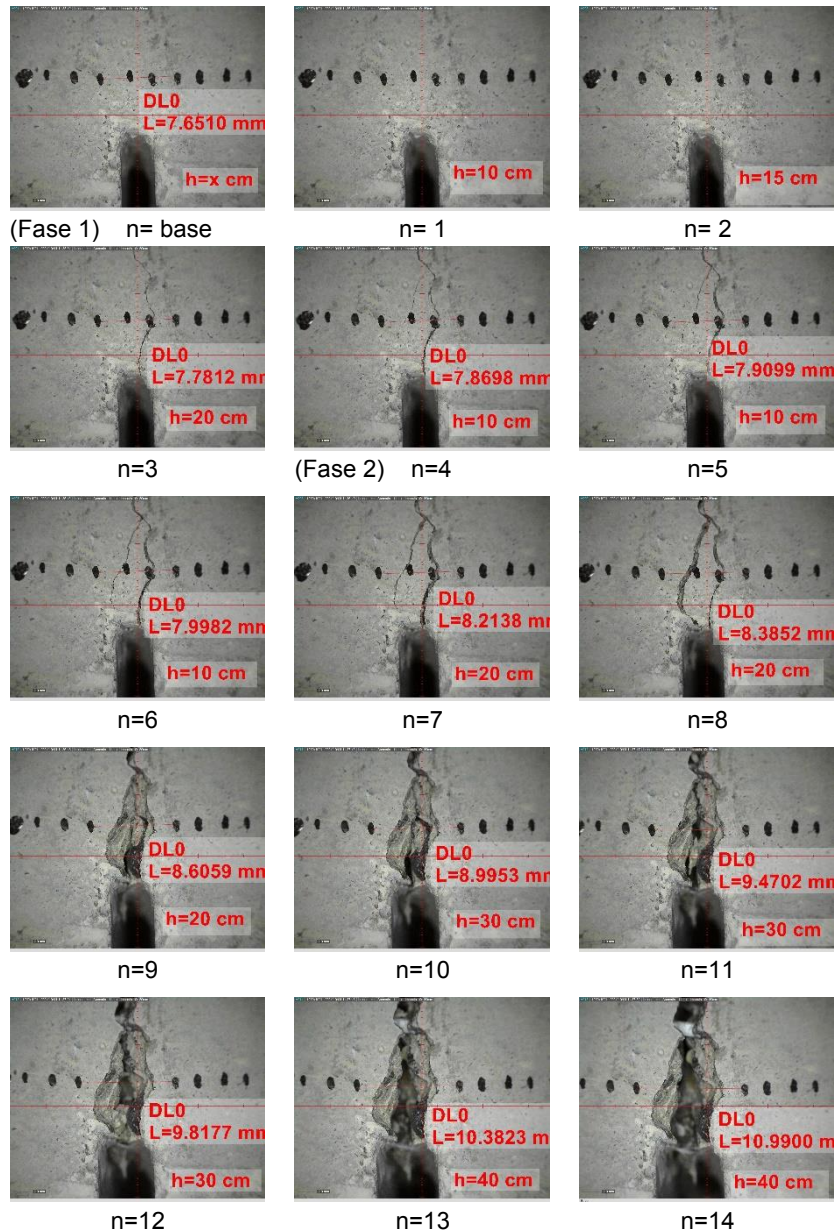 DL0
L=7.6510 mm
h=x cm
h=10 cm
h=15 cm
(Fase 1) n= base
n= 1
n= 2
DL0
L=7.7812 mm
h=20 cm
DL0
L=7.8698 mm
h=10 cm
DL0
L=7.9099 mm
h=10 cm
n=3
(Fase 2) n=4
n=5
DL0
L=7.9982 mm
h=10 cm
DL0
L=8.2138 mm
h=20 cm
DL0
L=8.3852 mm
h=20 cm
n=6
n=7
n=8
DL0
L=8.6059 mm
h=20 cm
DL0
L=8.9953 mm
h=30 cm
DL0
L=9.4702 mm
h=30 cm
n=9
n=10
n=11
DL0
L=9.8177 mm
h=30 cm
DL0
L=10.3823 m
h=40 cm
DL0
L=10.9900 m
h=40 cm
n=12
n=13
n=14